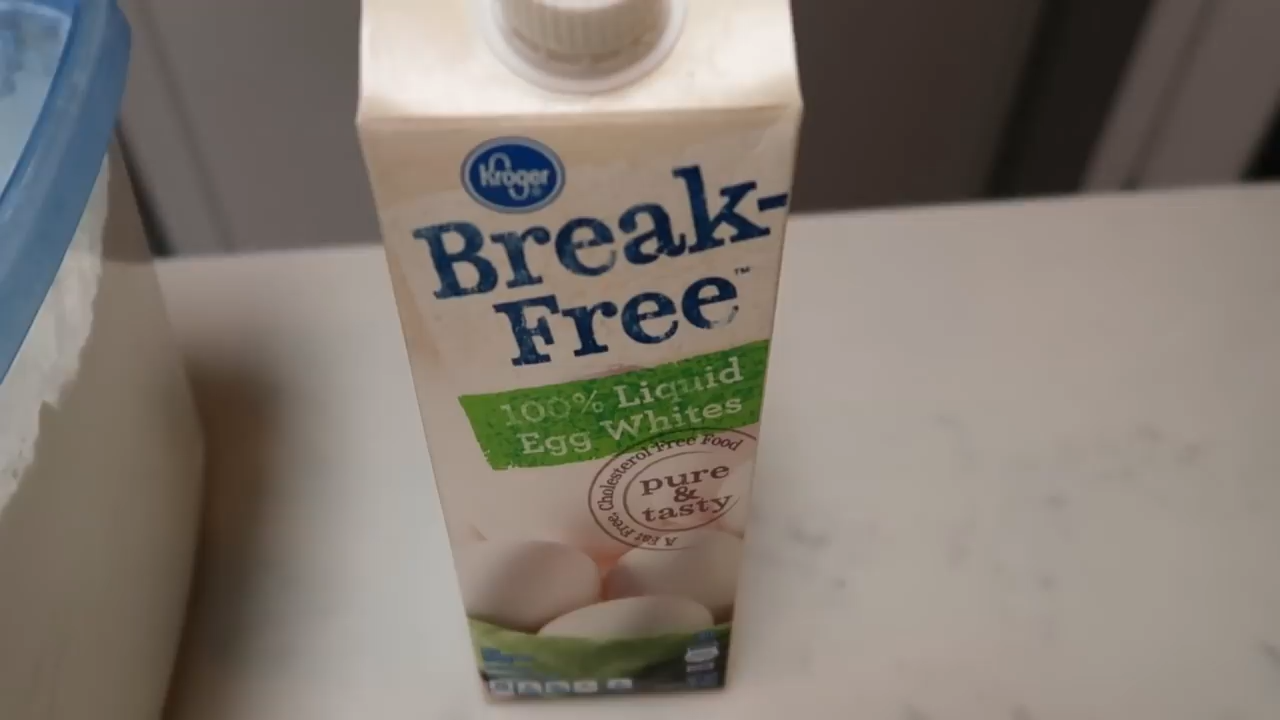 Kroger
Break-
Free™
100% Liquid
Egg Whites
A Fat Free, Cholesterol Free Food
pure
&
tasty